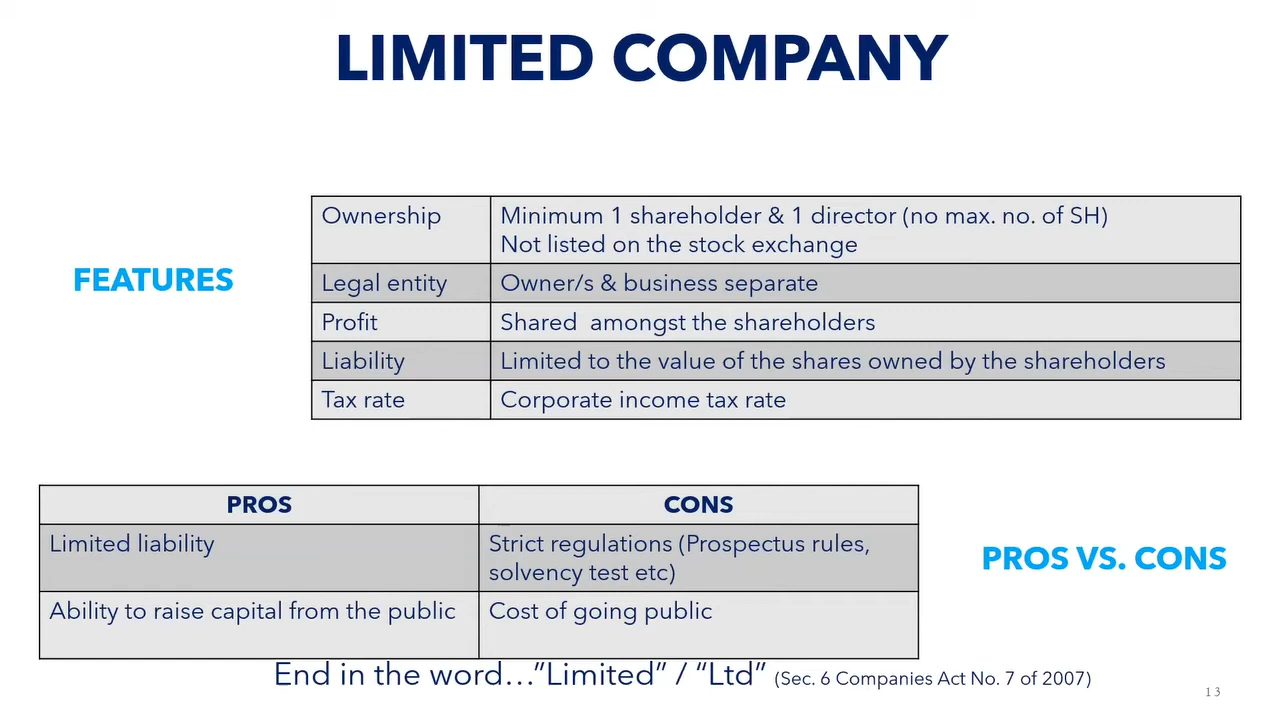 LIMITED COMPANY
FEATURES
Ownership
Minimum 1 shareholder & 1 director (no max. no. of SH)
Not listed on the stock exchange
Legal entity
Owner/s & business separate
Profit
Shared  amongst the shareholders
Liability
Limited to the value of the shares owned by the shareholders
Tax rate
Corporate income tax rate
PROS
CONS
Limited liability
Strict regulations (Prospectus rules,
solvency test etc)
Ability to raise capital from the public
Cost of going public
PROS VS. CONS
End in the word…”Limited” / “Ltd” (Sec. 6 Companies Act No. 7 of 2007)
13